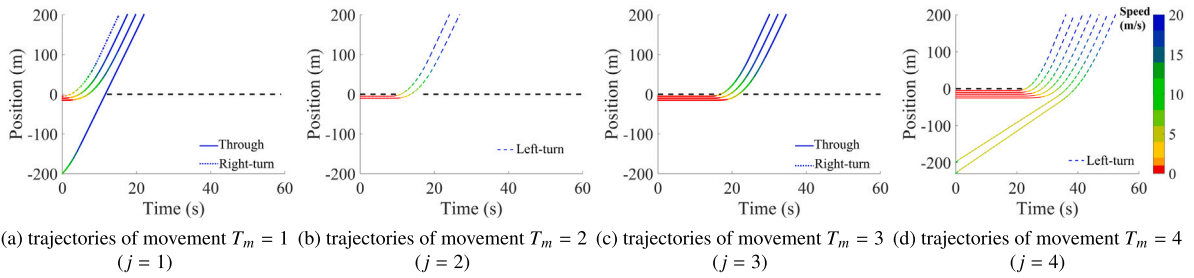 200
100
0
-100
-200
Position (m)
Through
Right-turn
0
20
40
60
Time (s)
200
100
0
-100
-200
Position (m)
Left-turn
0
20
40
60
Time (s)
200
100
0
-100
-200
Position (m)
Through
Right-turn
0
20
40
60
Time (s)
200
100
0
-100
-200
Position (m)
Left-turn
0
20
40
60
Time (s)
Speed
(m/s)
20
15
10
5
0
(a) trajectories of movement Tₘ = 1
(j = 1)
(b) trajectories of movement Tₘ = 2
(j = 2)
(c) trajectories of movement Tₘ = 3
(j = 3)
(d) trajectories of movement Tₘ = 4
(j = 4)